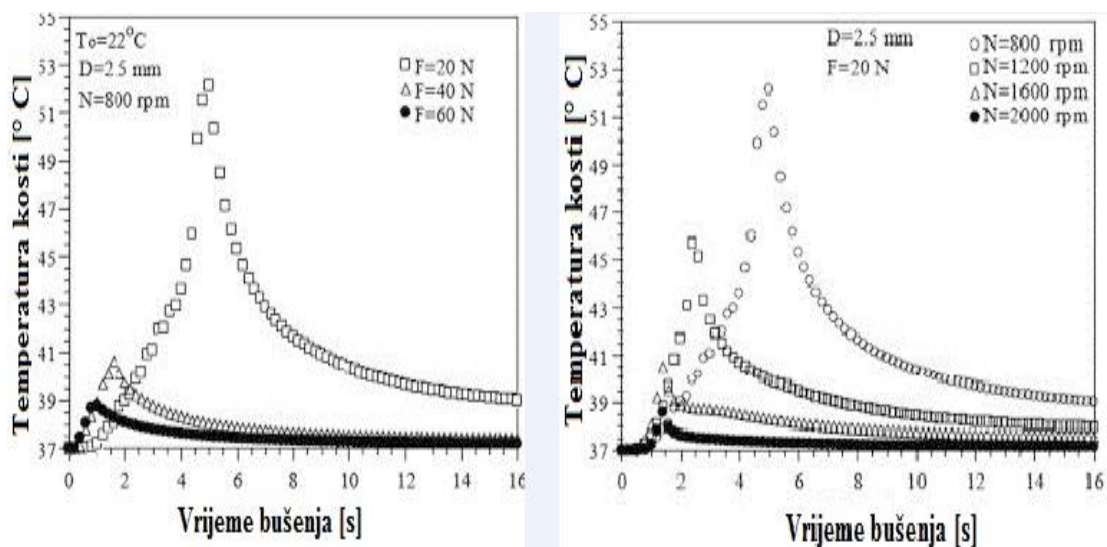 Temperatura kosti [° C]
55
53
51
49
47
45
43
41
39
37
T₀=22°C
D=2.5 mm
N=800 rpm
F=20 N
F=40 N
F=60 N
0 2 4 6 8 10 12 14 16
Vrijeme bušenja [s]
Temperatura kosti [° C]
55
53
51
49
47
45
43
41
39
37
D=2.5 mm
F=20 N
N=800 rpm
N=1200 rpm
N=1600 rpm
N=2000 rpm
0 2 4 6 8 10 12 14 16
Vrijeme bušenja [s]